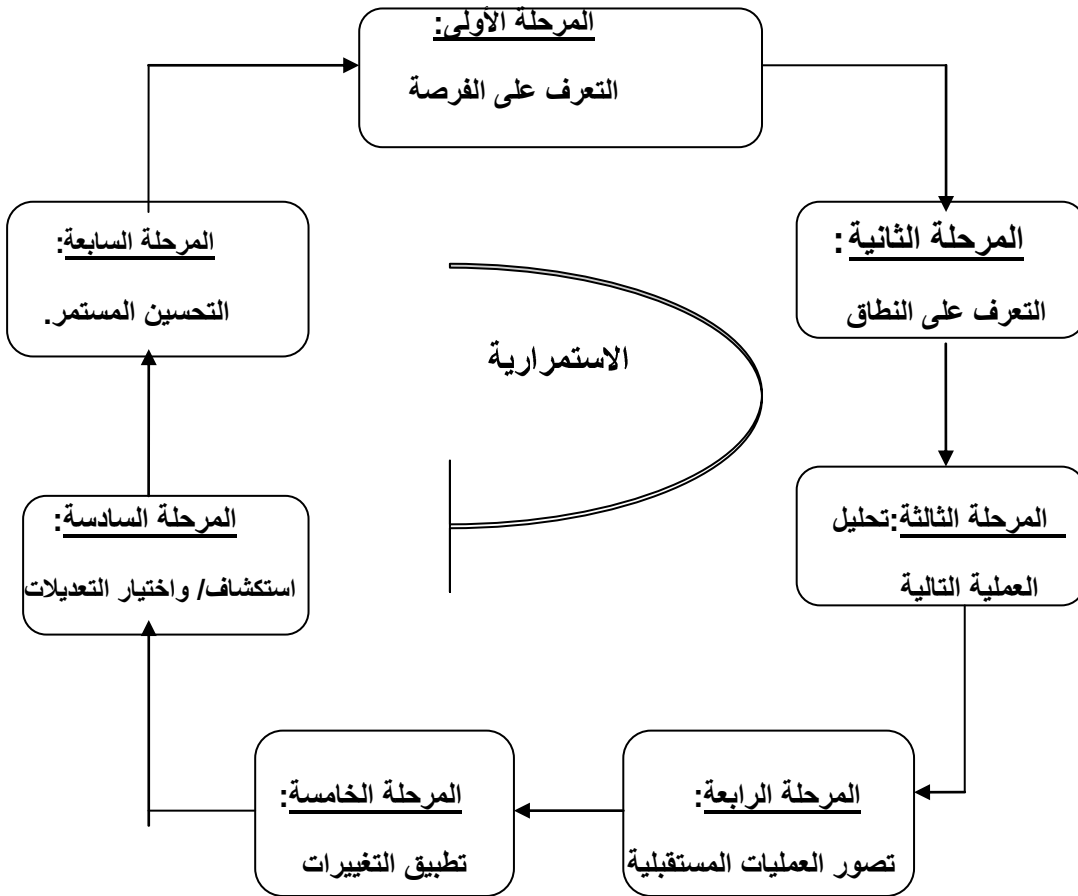 المرحلة الأولى:
التعرف على الفرصة
المرحلة الثانية:
التعرف على النطاق
المرحلة الثالثة:تحليل
العملية التالية
المرحلة الرابعة:
تصور العمليات المستقبلية
المرحلة الخامسة:
تطبيق التغييرات
المرحلة السادسة:
استكشاف/ واختيار التعديلات
المرحلة السابعة:
التحسين المستمر.
الاستمرارية